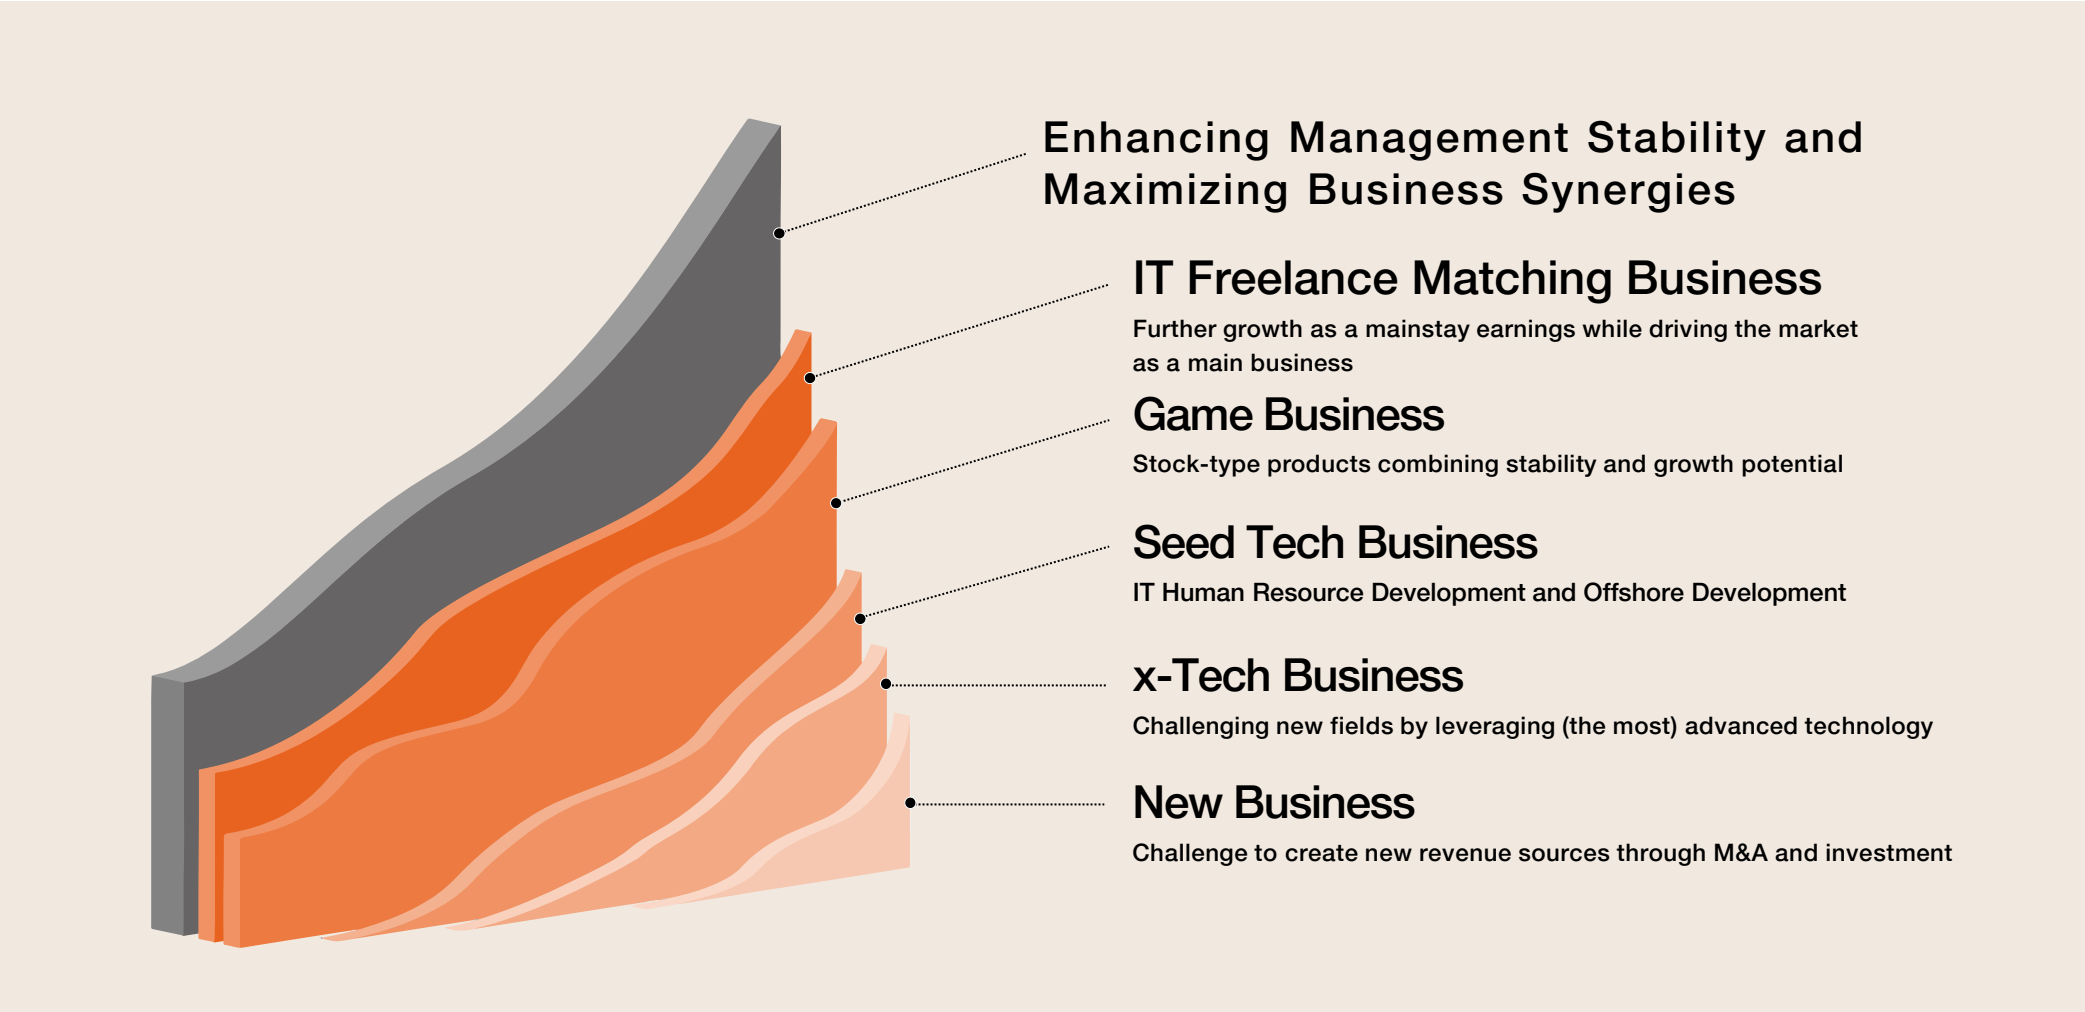 Enhancing Management Stability and
Maximizing Business Synergies
IT Freelance Matching Business
Further growth as a mainstay earnings while driving the market
as a main business
Game Business
Stock-type products combining stability and growth potential
Seed Tech Business
IT Human Resource Development and Offshore Development
x-Tech Business
Challenging new fields by leveraging (the most) advanced technology
New Business
Challenge to create new revenue sources through M&A and investment